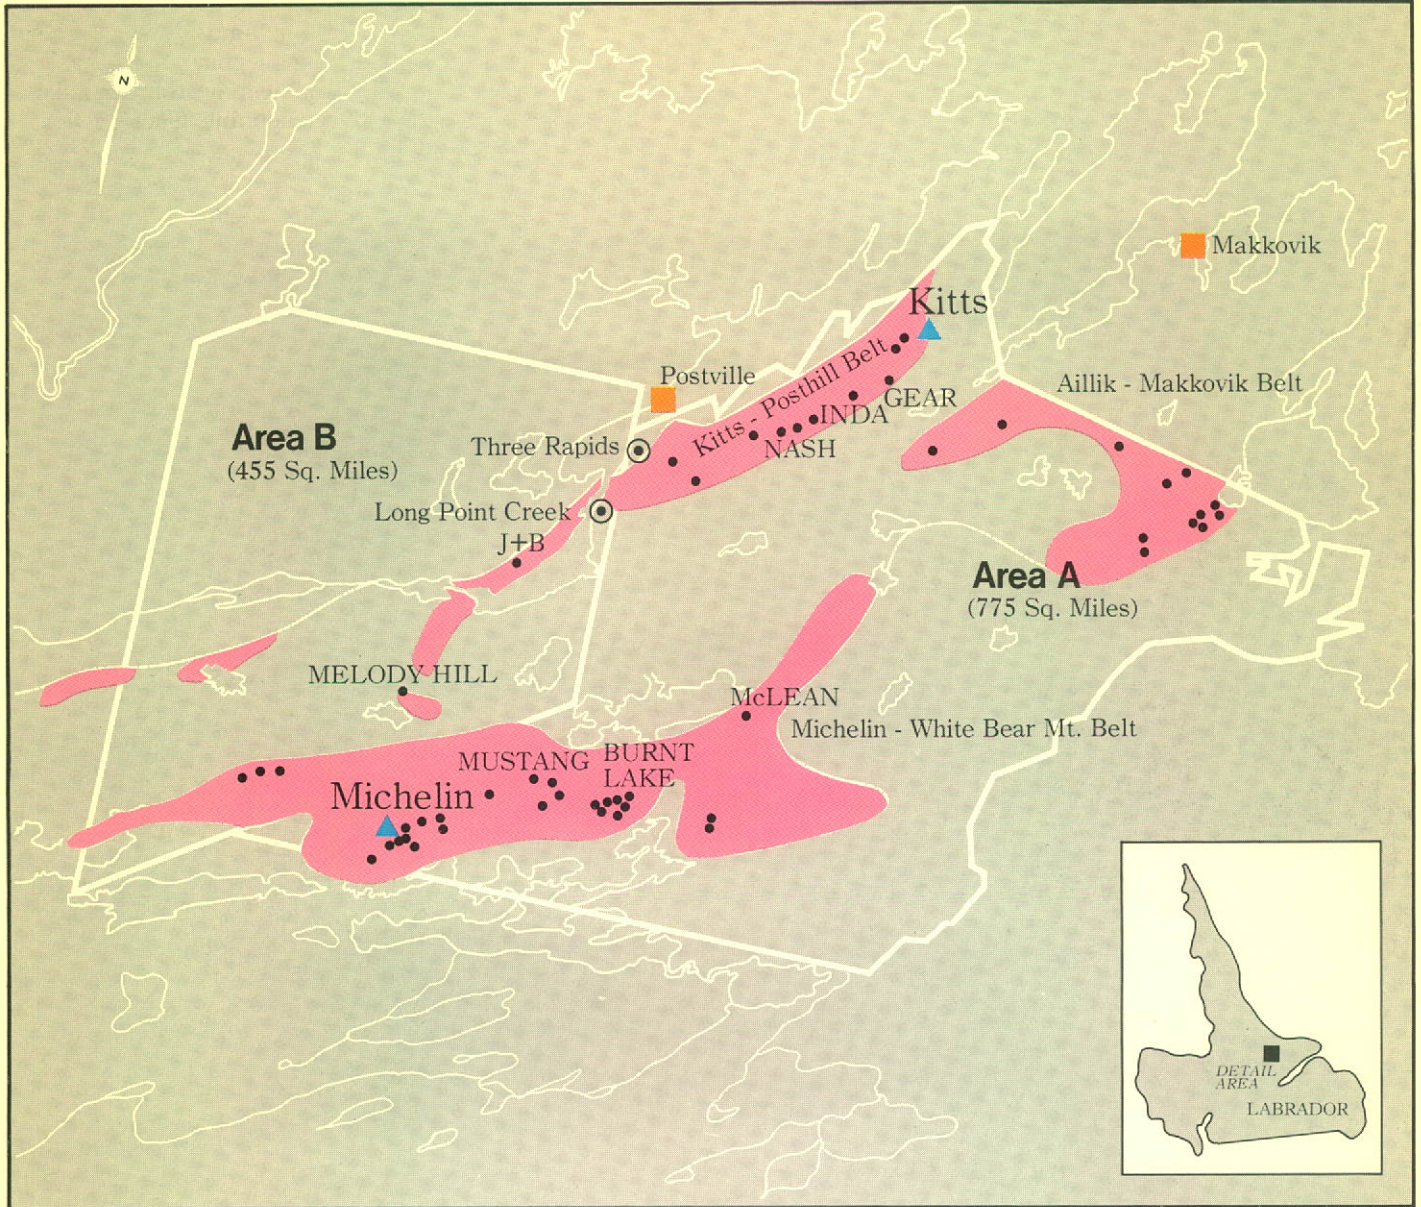 N
Makkovik
Kitts
Postville
Aillik - Makkovik Belt
Kitts - Posthill Belt
GEAR
INDA
Area B
(455 Sq. Miles)
Three Rapids
NASH
Long Point Creek
J+B
Area A
(775 Sq. Miles)
MELODY HILL
McLEAN
Michelin - White Bear Mt. Belt
MUSTANG
BURNT
LAKE
Michelin
DETAIL
AREA
LABRADOR